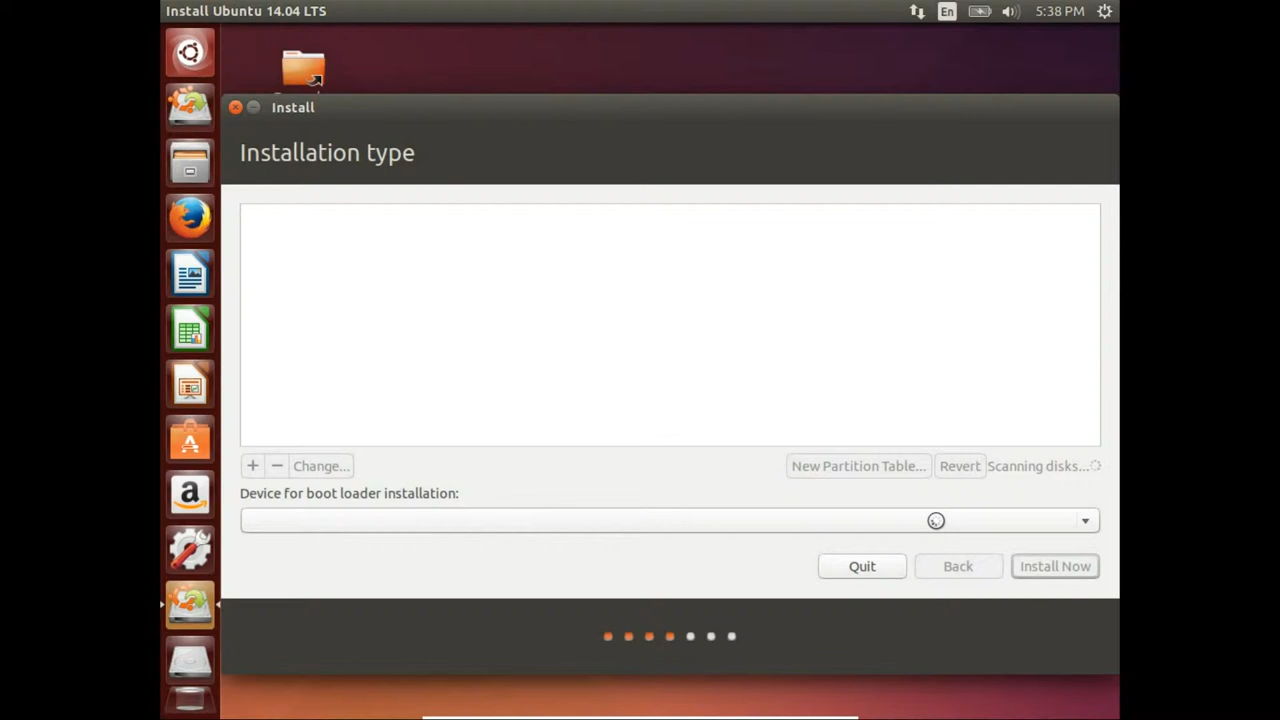 Install Ubuntu 14.04 LTS
En
5:38 PM
Install
Installation type
+
−
Change...
New Partition Table...
Revert
Scanning disks...
Device for boot loader installation:
Quit
Back
Install Now